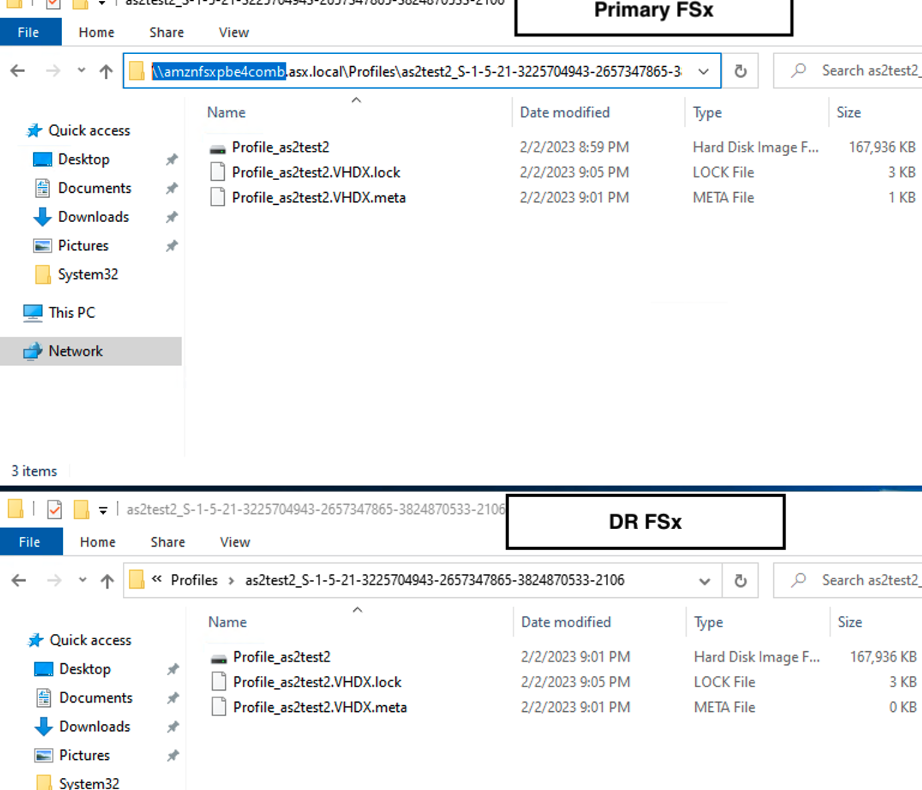 as2test2_S-1-5-21-3225704943-2657347865-3824870533-2106
Primary FSx
File Home Share View
\\amznfsxpbe4comb.asx.local\Profiles\as2test2_S-1-5-21-3225704943-2657347865-3 Search as2test2_
Name Date modified Type Size
Quick access
Desktop
Documents
Downloads
Pictures
System32
This PC
Network
Profile_as2test2 2/2/2023 8:59 PM Hard Disk Image F... 167,936 KB
Profile_as2test2.VHDX.lock 2/2/2023 9:05 PM LOCK File 3 KB
Profile_as2test2.VHDX.meta 2/2/2023 9:01 PM META File 1 KB
3 items
as2test2_S-1-5-21-3225704943-2657347865-3824870533-2106
DR FSx
File Home Share View
« Profiles › as2test2_S-1-5-21-3225704943-2657347865-3824870533-2106 Search as2test2_
Name Date modified Type Size
Quick access
Desktop
Documents
Downloads
Pictures
System32
Profile_as2test2 2/2/2023 9:01 PM Hard Disk Image F... 167,936 KB
Profile_as2test2.VHDX.lock 2/2/2023 9:05 PM LOCK File 3 KB
Profile_as2test2.VHDX.meta 2/2/2023 9:01 PM META File 0 KB